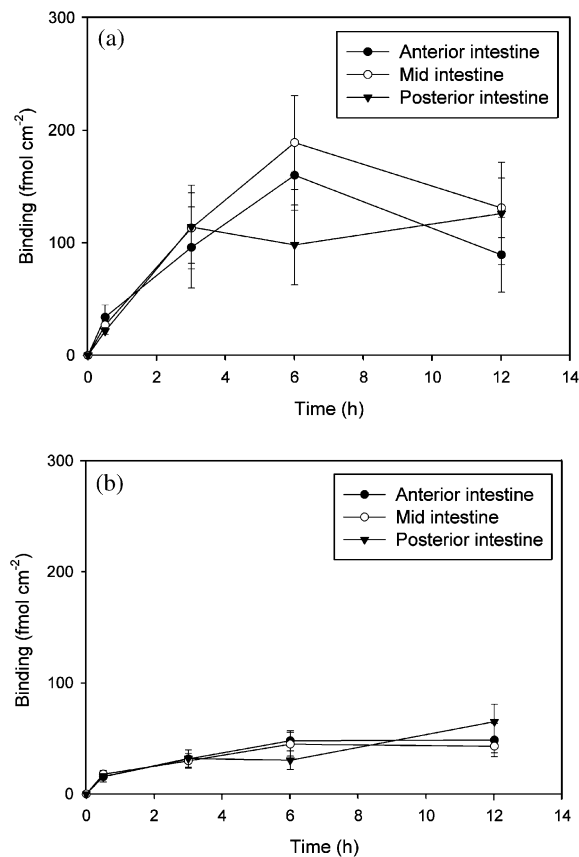 (a)
Anterior intestine
Mid intestine
Posterior intestine
300
200
100
0
Binding (fmol cm-2)
0 2 4 6 8 10 12 14
Time (h)
(b)
Anterior intestine
Mid intestine
Posterior intestine
300
200
100
0
Binding (fmol cm-2)
0 2 4 6 8 10 12 14
Time (h)